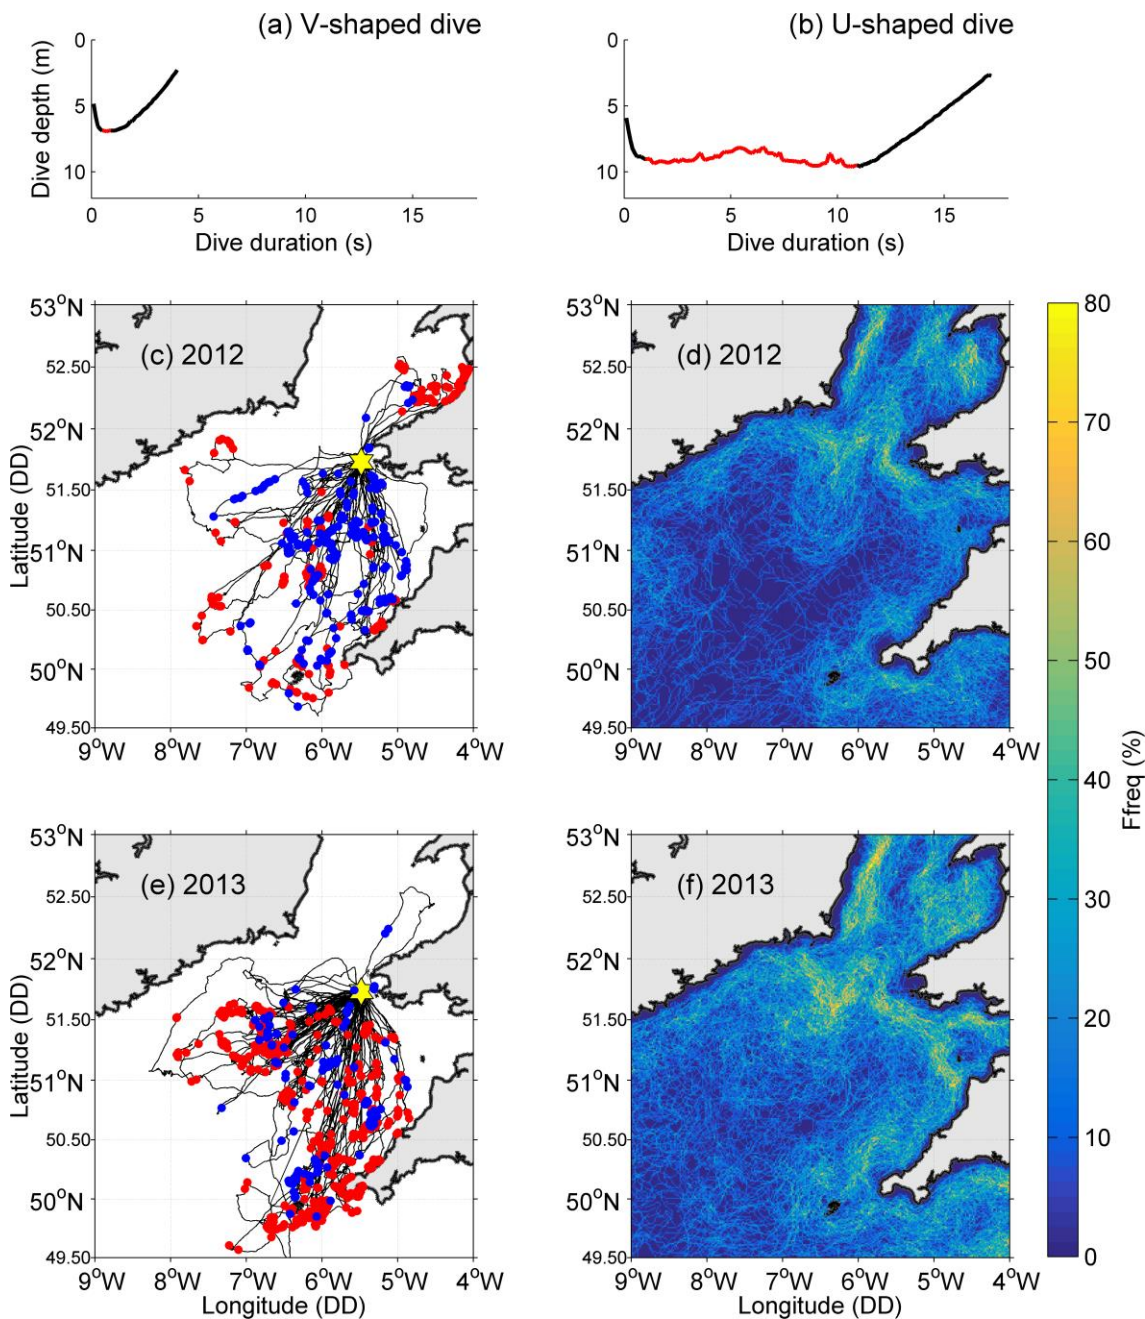 (a) V-shaped dive
(b) U-shaped dive
Dive depth (m)
0
5
10
0
5
10
15
Dive duration (s)
0
5
10
0
5
10
15
Dive duration (s)
(c) 2012
Latitude (DD)
53°N
52.50
52°N
51.50
51°N
50.50
50°N
49.50
9°W
8°W
7°W
6°W
5°W
4°W
(d) 2012
53°N
52.50
52°N
51.50
51°N
50.50
50°N
49.50
9°W
8°W
7°W
6°W
5°W
4°W
(e) 2013
Latitude (DD)
53°N
52.50
52°N
51.50
51°N
50.50
50°N
49.50
9°W
8°W
7°W
6°W
5°W
4°W
Longitude (DD)
(f) 2013
53°N
52.50
52°N
51.50
51°N
50.50
50°N
49.50
9°W
8°W
7°W
6°W
5°W
4°W
Longitude (DD)
80
70
60
50
40
30
20
10
0
Ffreq (%)